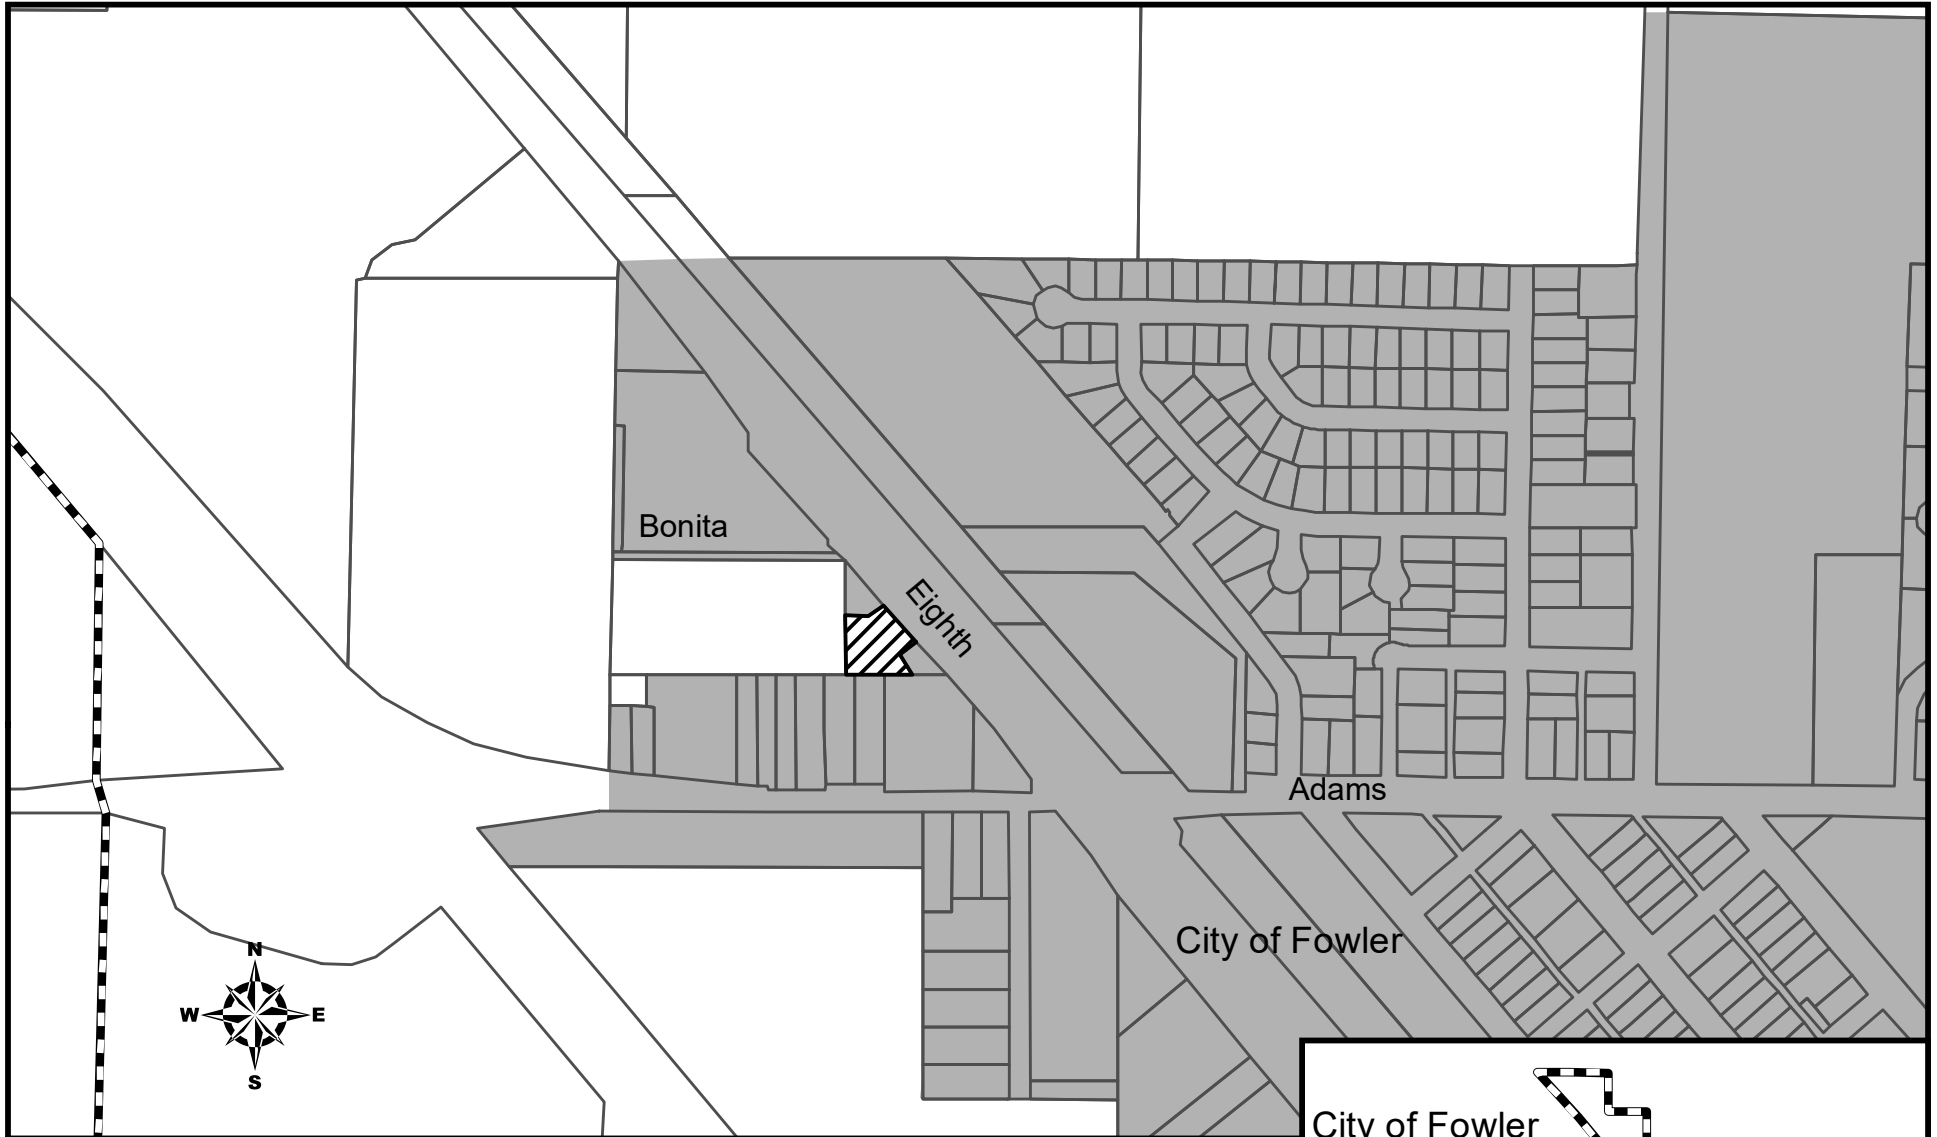 Bonita
Eighth
Adams
City of Fowler
N
W E
S
City of Fowler